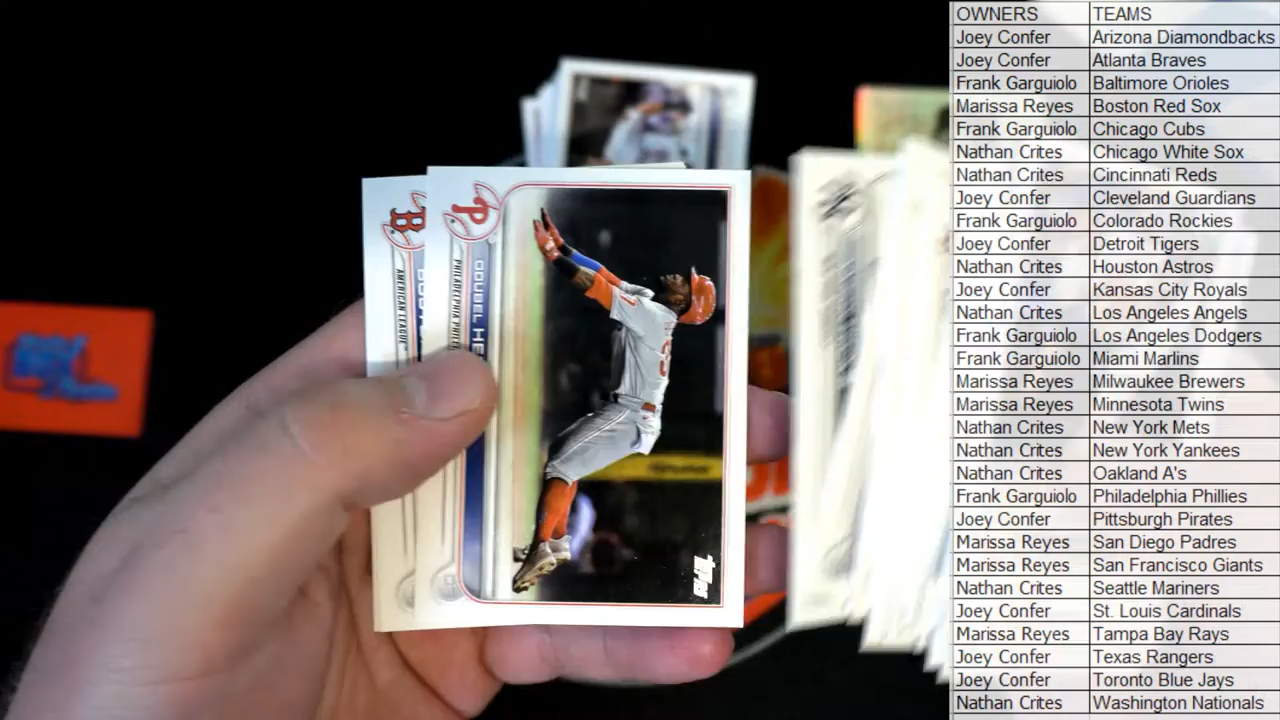 OWNERS TEAMS
Joey Confer Arizona Diamondbacks
Joey Confer Atlanta Braves
Frank Garguiolo Baltimore Orioles
Marissa Reyes Boston Red Sox
Frank Garguiolo Chicago Cubs
Nathan Crites Chicago White Sox
Nathan Crites Cincinnati Reds
Joey Confer Cleveland Guardians
Frank Garguiolo Colorado Rockies
Joey Confer Detroit Tigers
Nathan Crites Houston Astros
Joey Confer Kansas City Royals
Nathan Crites Los Angeles Angels
Frank Garguiolo Los Angeles Dodgers
Frank Garguiolo Miami Marlins
Marissa Reyes Milwaukee Brewers
Marissa Reyes Minnesota Twins
Nathan Crites New York Mets
Nathan Crites New York Yankees
Nathan Crites Oakland A's
Frank Garguiolo Philadelphia Phillies
Joey Confer Pittsburgh Pirates
Marissa Reyes San Diego Padres
Marissa Reyes San Francisco Giants
Nathan Crites Seattle Mariners
Joey Confer St. Louis Cardinals
Marissa Reyes Tampa Bay Rays
Joey Confer Texas Rangers
Joey Confer Toronto Blue Jays
Nathan Crites Washington Nationals
B
AMERICAN LEAGUE
P
ODUBEL HE
PHILADELPHIA PHILL
Topps